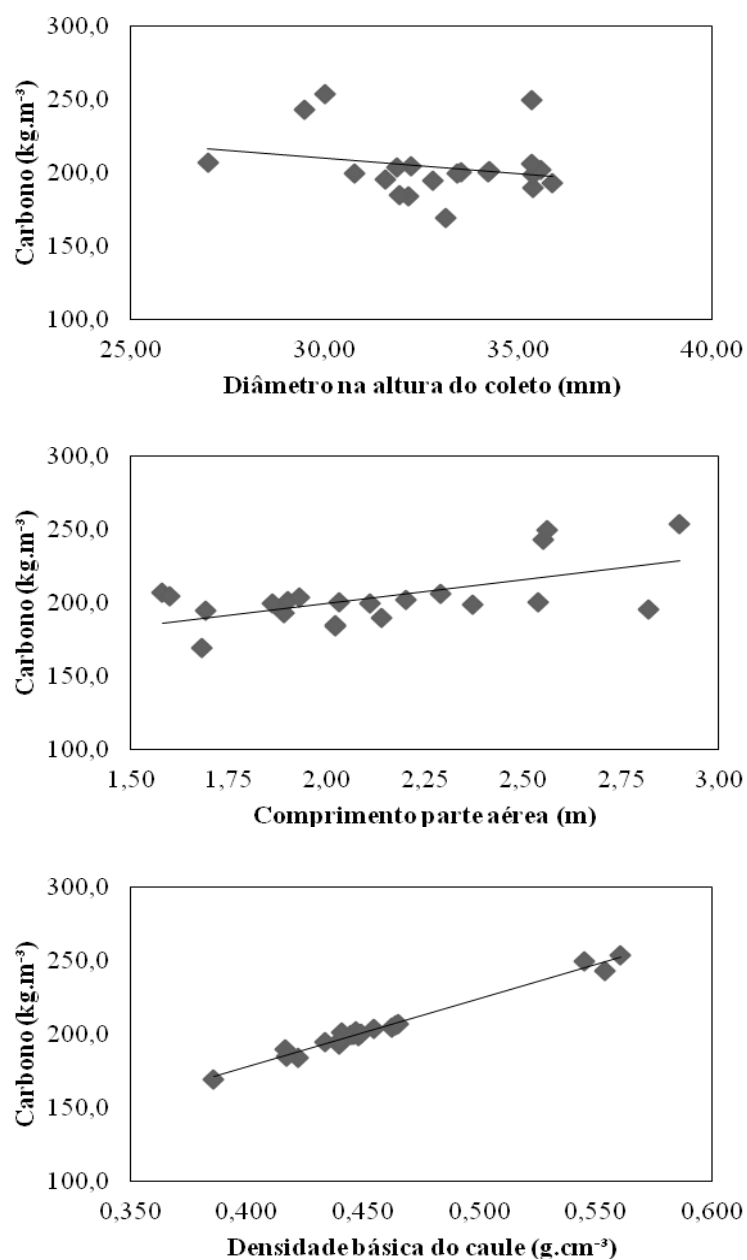 300,0
250,0
200,0
150,0
100,0
Carbono (kg.m⁻³)
25,00 30,00 35,00 40,00
Diâmetro na altura do coleto (mm)
300,0
250,0
200,0
150,0
100,0
Carbono (kg.m⁻³)
1,50 1,75 2,00 2,25 2,50 2,75 3,00
Comprimento parte aérea (m)
300,0
250,0
200,0
150,0
100,0
Carbono (kg.m⁻³)
0,350 0,400 0,450 0,500 0,550 0,600
Densidade básica do caule (g.cm⁻³)